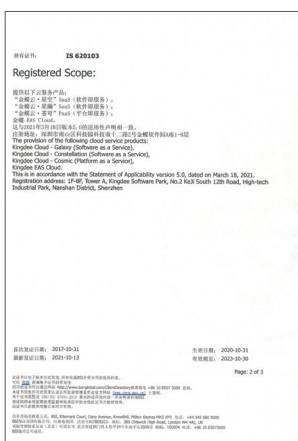 持有证书: IS 620103
Registered Scope:
提供以下云服务产品:
“金蝶云·星空”SaaS（软件即服务）;
“金蝶云·星瀚”SaaS（软件即服务）;
“金蝶云·苍穹”PaaS（平台即服务）;
金蝶 EAS Cloud.
这与2021年3月18日版本5.0的适用性声明相一致。
注册地址: 深圳市南山区科技园科技南十二路2号金蝶软件园A座1-8层
The provision of the following cloud service products:
Kingdee Cloud - Galaxy (Software as a Service),
Kingdee Cloud - Constellation (Software as a Service),
Kingdee Cloud - Cosmic (Platform as a Service),
Kingdee EAS Cloud.
This is in accordance with the Statement of Applicability version 5.0, dated on March 18, 2021.
Registration address: 1F-8F, Tower A, Kingdee Software Park, No.2 KeJi South 12th Road, High-tech
Industrial Park, Nanshan District, Shenzhen
首次发证日期: 2017-10-31
生效日期: 2020-10-31
最新发证日期: 2021-10-13
有效期至: 2023-10-30
Page: 2 of 3